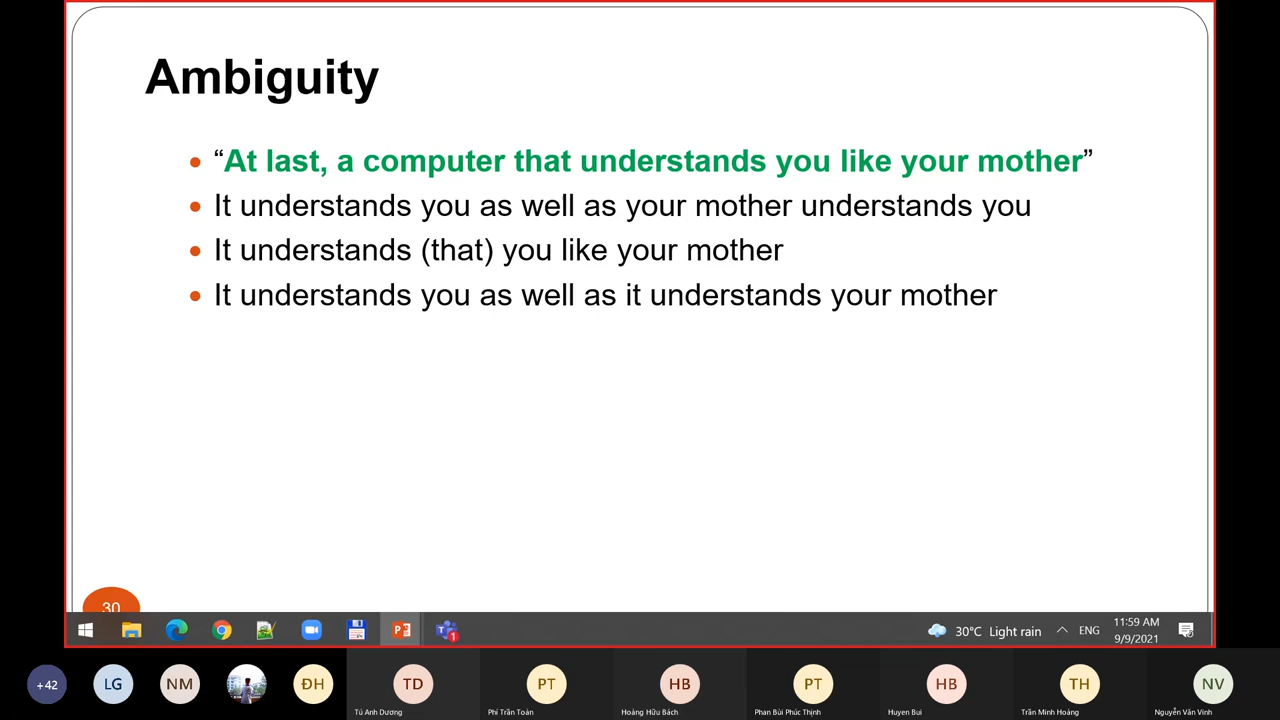 Ambiguity
“At last, a computer that understands you like your mother”
It understands you as well as your mother understands you
It understands (that) you like your mother
It understands you as well as it understands your mother
30
30°C Light rain
ENG
11:59 AM
9/9/2021
1
+42
LG
NM
ĐH
TD
PT
HB
PT
HB
TH
NV
Tú Anh Dương
Phí Trần Toàn
Hoàng Hữu Bách
Phan Bùi Phúc Thịnh
Huyen Bui
Trần Minh Hoàng
Nguyễn Văn Vinh